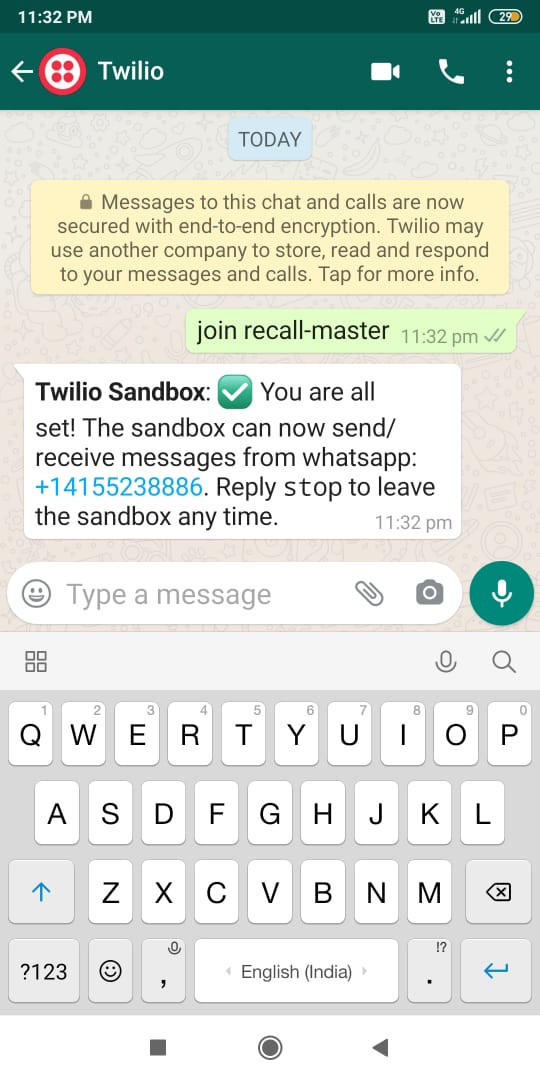 11:32 PM
Vo LTE 4G 29
Twilio
TODAY
Messages to this chat and calls are now
secured with end-to-end encryption. Twilio may
use another company to store, read and respond
to your messages and calls. Tap for more info.
join recall-master 11:32 pm
Twilio Sandbox: ✅ You are all
set! The sandbox can now send/
receive messages from whatsapp:
+14155238886. Reply stop to leave
the sandbox any time. 11:32 pm
Type a message
1 2 3 4 5 6 7 8 9 0
Q W E R T Y U I O P
A S D F G H J K L
Z X C V B N M
!?
?123 , English (India) .